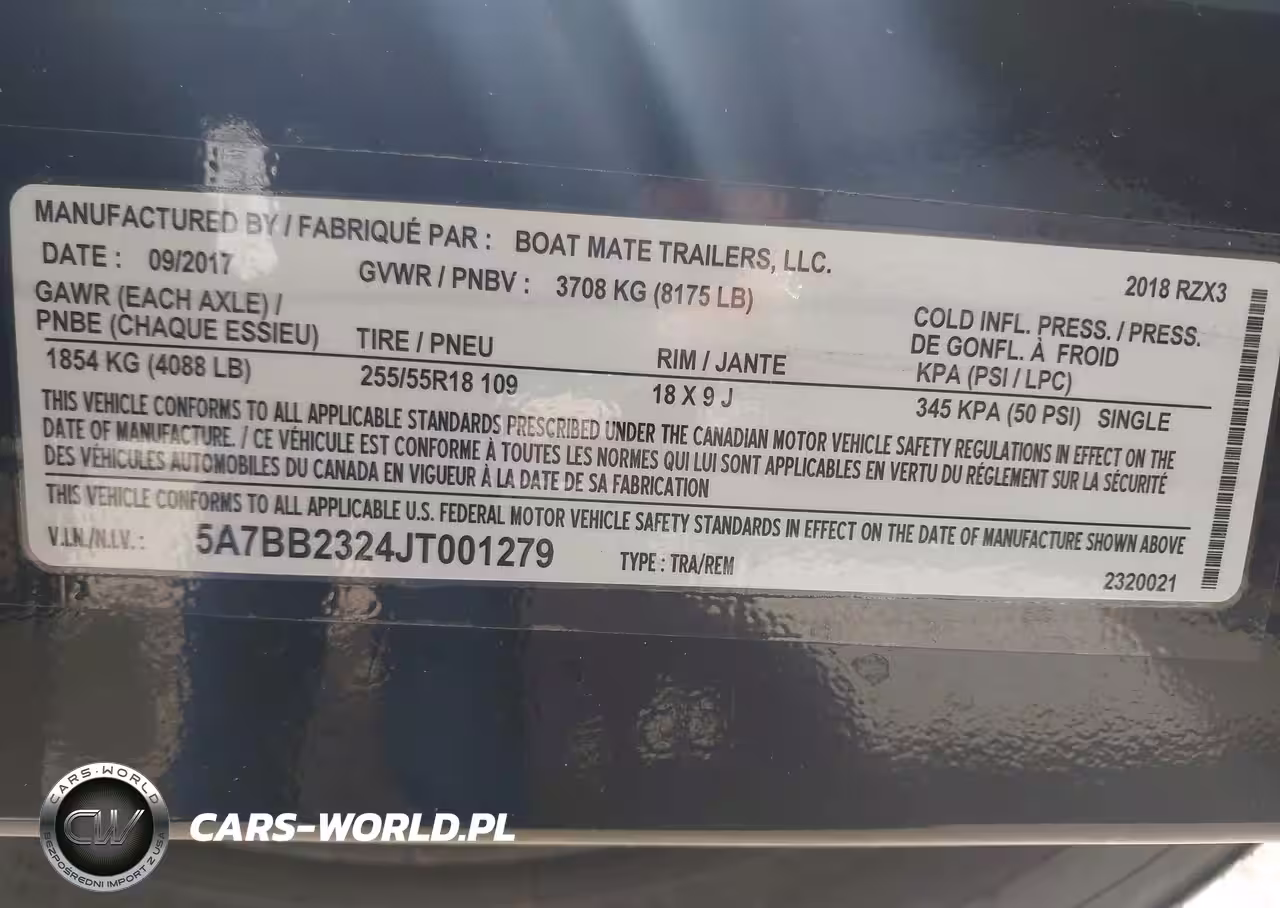 MANUFACTURED BY / FABRIQUÉ PAR : BOAT MATE TRAILERS, LLC.
DATE : 09/2017 GVWR / PNBV : 3708 KG (8175 LB) 2018 RZX3
GAWR (EACH AXLE) /
PNBE (CHAQUE ESSIEU) TIRE / PNEU RIM / JANTE COLD INFL. PRESS. / PRESS.
DE GONFL. À FROID
KPA (PSI / LPC)
1854 KG (4088 LB) 255/55R18 109 18 X 9 J 345 KPA (50 PSI) SINGLE
THIS VEHICLE CONFORMS TO ALL APPLICABLE STANDARDS PRESCRIBED UNDER THE CANADIAN MOTOR VEHICLE SAFETY REGULATIONS IN EFFECT ON THE
DATE OF MANUFACTURE. / CE VÉHICULE EST CONFORME À TOUTES LES NORMES QUI LUI SONT APPLICABLES EN VERTU DU RÉGLEMENT SUR LA SÉCURITÉ
DES VÉHICULES AUTOMOBILES DU CANADA EN VIGUEUR À LA DATE DE SA FABRICATION
THIS VEHICLE CONFORMS TO ALL APPLICABLE U.S. FEDERAL MOTOR VEHICLE SAFETY STANDARDS IN EFFECT ON THE DATE OF MANUFACTURE SHOWN ABOVE
V.I.N./N.I.V. : 5A7BB2324JT001279 TYPE : TRA/REM 2320021
CARS-WORLD
CW
BEZPOŚREDNI IMPORT Z USA
CARS-WORLD.PL